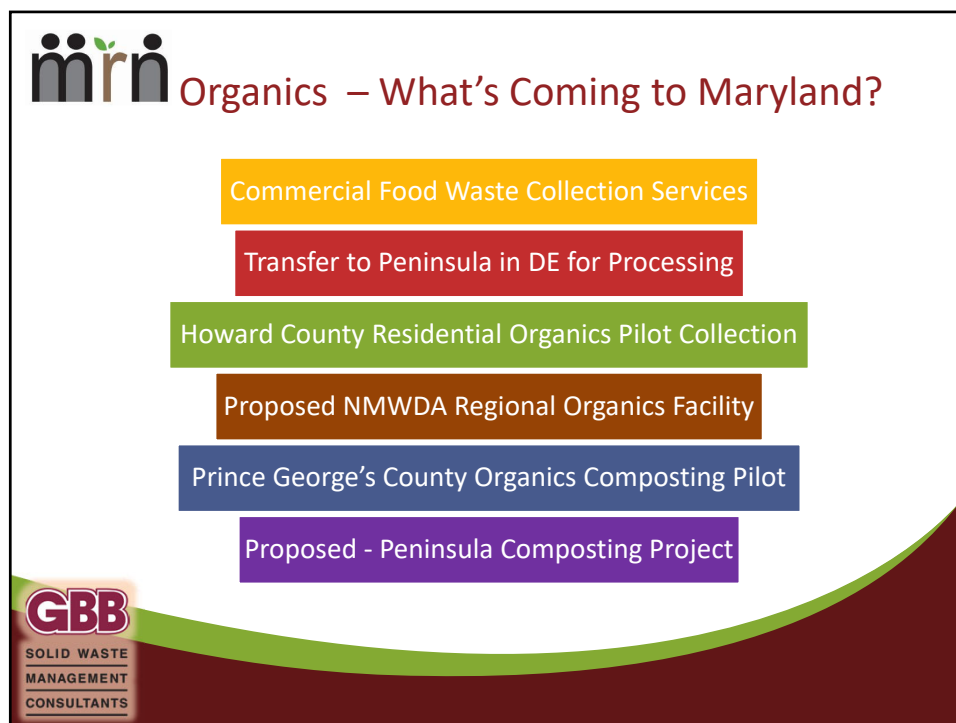 mrn
Organics – What's Coming to Maryland?
Commercial Food Waste Collection Services
Transfer to Peninsula in DE for Processing
Howard County Residential Organics Pilot Collection
Proposed NMWDA Regional Organics Facility
Prince George's County Organics Composting Pilot
Proposed - Peninsula Composting Project
GBB
SOLID WASTE
MANAGEMENT
CONSULTANTS